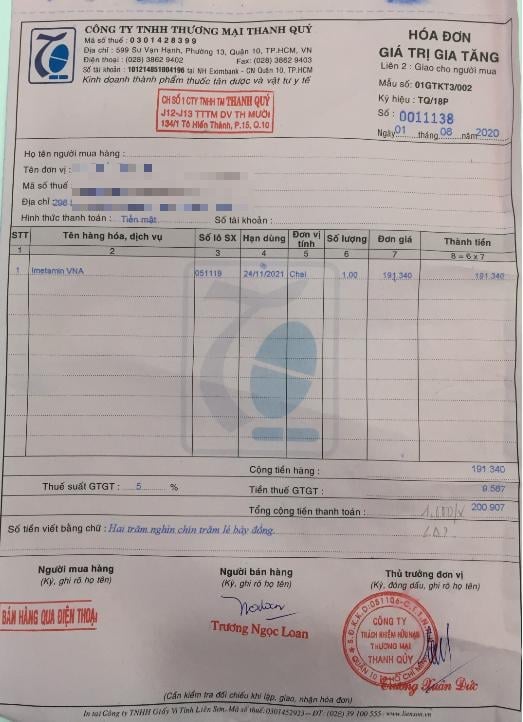 CÔNG TY TNHH THƯƠNG MẠI THANH QUÝ
Mã số thuế : 0301428399
Địa chỉ : 599 Sư Vạn Hạnh, Phường 13, Quận 10, TP.HCM, VN
Điện thoại : (028) 3862 9402 Fax: (028) 3862 9403
Số tài khoản : 101214851004196 tại NH Eximbank - CN Quận 10, TP.HCM
Kinh doanh thành phẩm thuốc tân dược và vật tư y tế
CH SỐ 1 CTY TNHH TM THANH QUÝ
J12-J13 TTTM DV TH MƯỜI
134/1 Tô Hiến Thành, P.15, Q.10
HÓA ĐƠN
GIÁ TRỊ GIA TĂNG
Liên 2 : Giao cho người mua
Mẫu số: 01GTKT3/002
Ký hiệu : TQ/18P
Số : 0011138
Ngày 01 tháng 08 năm 2020
Họ tên người mua hàng :
Tên đơn vị :
Mã số thuế
Địa chỉ 298
Hình thức thanh toán : Tiền mặt Số tài khoản :
STT Tên hàng hóa, dịch vụ Số lô SX Hạn dùng Đơn vị tính Số lượng Đơn giá Thành tiền
1 2 3 4 5 6 7 8 = 6 x 7
1 Imetamin VNA 051119 24/11/2021 Chai 1,00 191.340 191.340
Cộng tiền hàng : 191 340
Thuế suất GTGT : 5 % Tiền thuế GTGT : 9.567
Tổng cộng tiền thanh toán : 200 907
Số tiền viết bằng chữ : Hai trăm nghìn chín trăm lẻ bảy đồng.
Người mua hàng
(Ký, ghi rõ họ tên)
BÁN HÀNG QUA ĐIỆN THOẠI
Người bán hàng
(Ký, ghi rõ họ tên)
Trương Ngọc Loan
Thủ trưởng đơn vị
(Ký, đóng dấu, ghi rõ họ tên)
CÔNG TY
TRÁCH NHIỆM HỮU HẠN
THƯƠNG MẠI
THANH QUÝ
Trương Xuân Đức
(Cần kiểm tra đối chiếu khi lập, giao, nhận hóa đơn)
In tại Công ty TNHH Giấy Vi Tính Liên Sơn. Mã số thuế: 0301452923 - ĐT: (028) 39 100 555 - www.lienson.vn